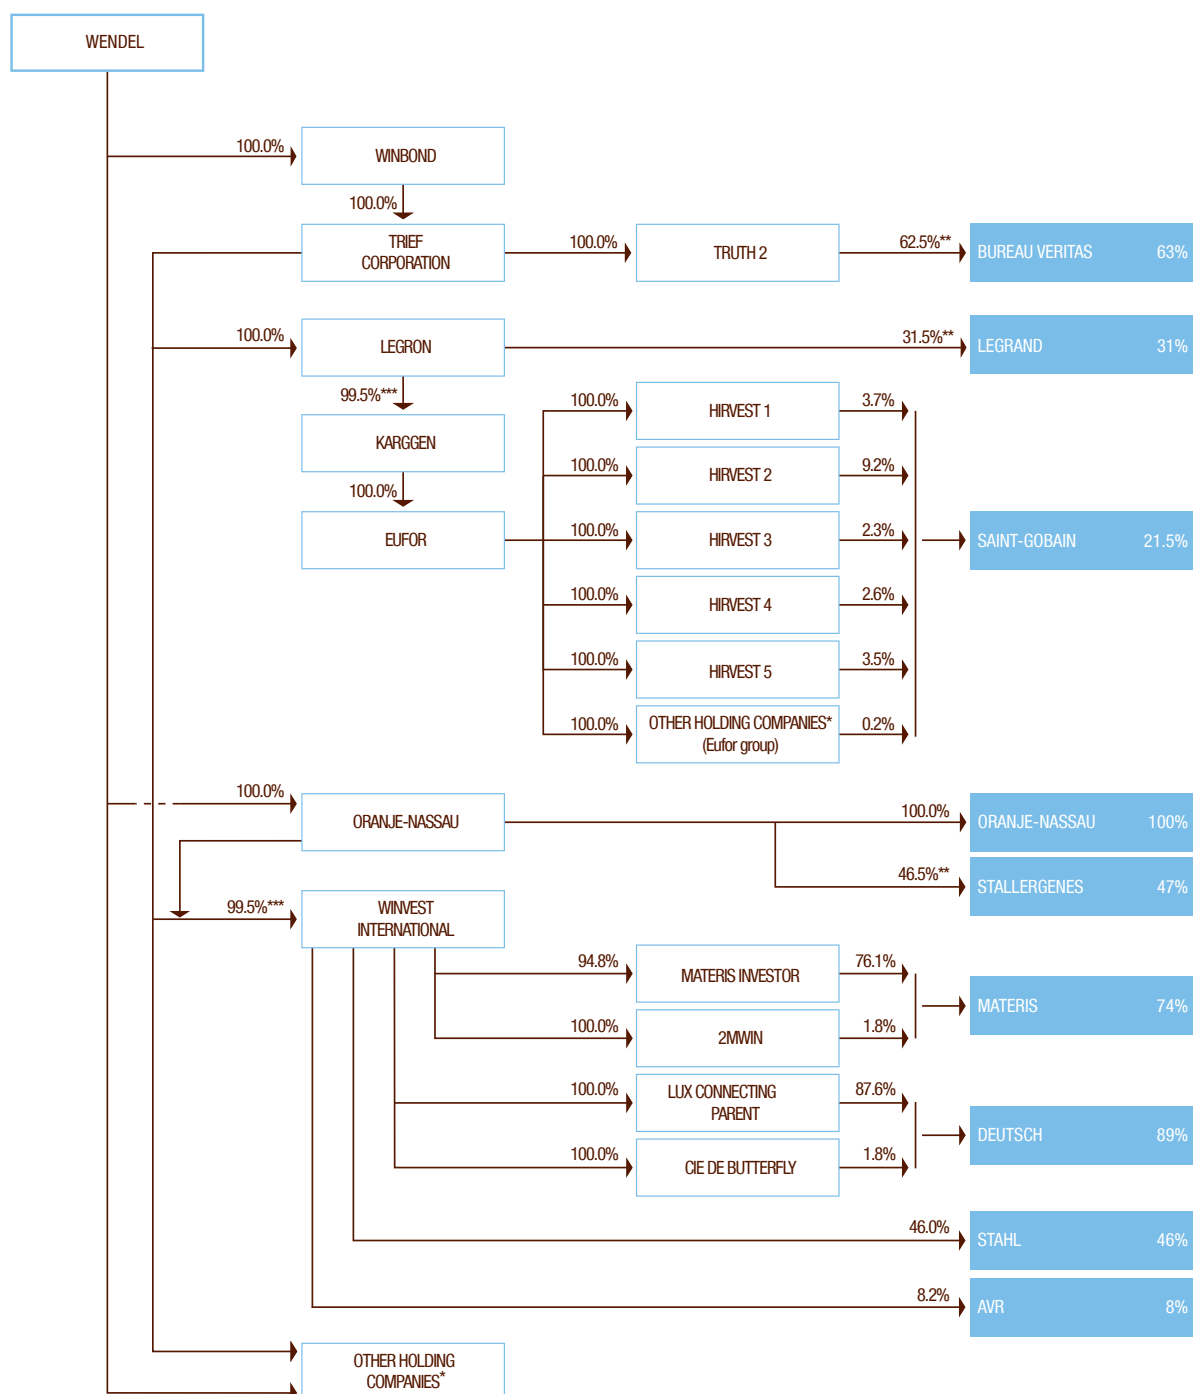 WENDEL
100.0%
WINBOND
100.0%
TRIEF
CORPORATION
100.0%
TRUTH 2
62.5%**
BUREAU VERITAS 63%
100.0%
LEGRON
31.5%**
LEGRAND 31%
99.5%***
KARGGEN
100.0%
EUFOR
100.0%
HIRVEST 1
3.7%
100.0%
HIRVEST 2
9.2%
100.0%
HIRVEST 3
2.3%
SAINT-GOBAIN 21.5%
100.0%
HIRVEST 4
2.6%
100.0%
HIRVEST 5
3.5%
100.0%
OTHER HOLDING COMPANIES*
(Eufor group)
0.2%
100.0%
ORANJE-NASSAU
100.0%
ORANJE-NASSAU 100%
46.5%**
STALLERGENES 47%
99.5%***
WINVEST
INTERNATIONAL
94.8%
MATERIS INVESTOR
76.1%
MATERIS 74%
100.0%
2MWIN
1.8%
100.0%
LUX CONNECTING
PARENT
87.6%
DEUTSCH 89%
100.0%
CIE DE BUTTERFLY
1.8%
46.0%
STAHL 46%
8.2%
AVR 8%
OTHER HOLDING
COMPANIES*